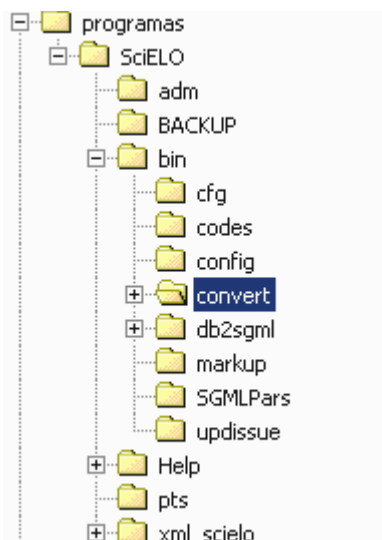 programas
SciELO
adm
BACKUP
bin
cfg
codes
config
convert
db2sgml
markup
SGMLPars
updissue
Help
pts
xml_scielo